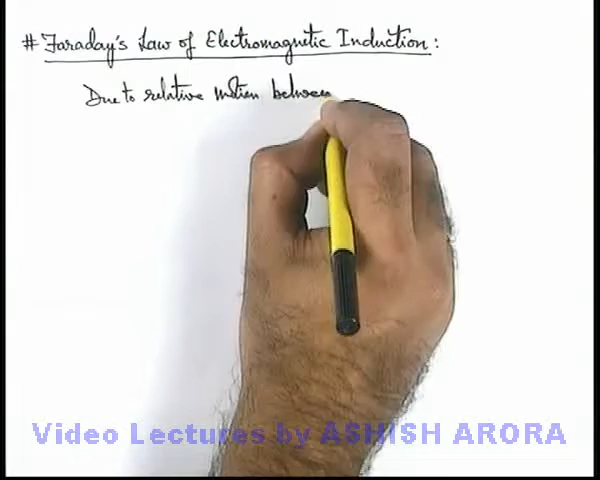 # Faraday's Law of Electromagnetic Induction:
Due to relative motion between
Video Lectures by ASHISH ARORA